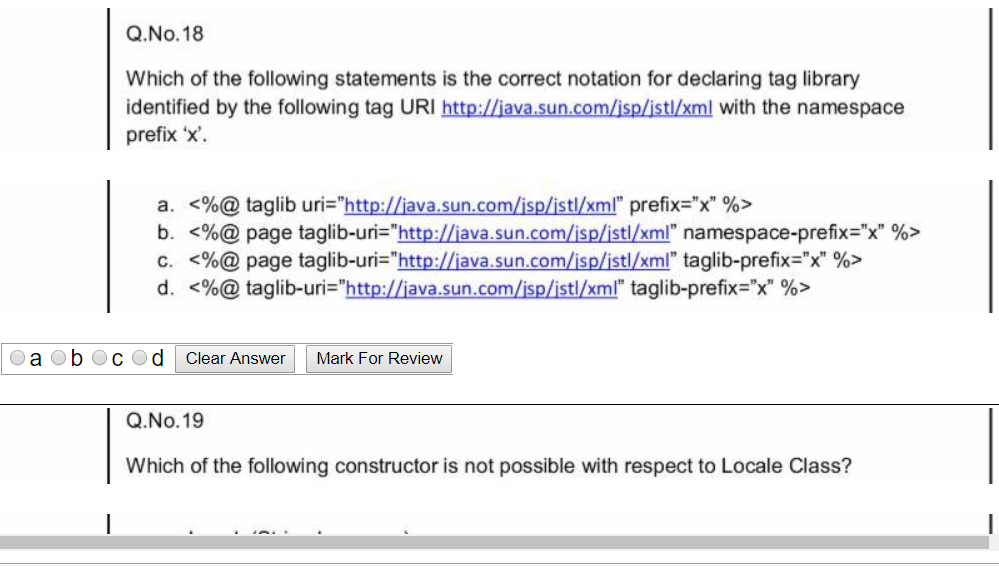 Q.No.18
Which of the following statements is the correct notation for declaring tag library
identified by the following tag URI http://java.sun.com/jsp/jstl/xml with the namespace
prefix ‘x’.
a. <%@ taglib uri=”http://java.sun.com/jsp/jstl/xml” prefix=”x” %>
b. <%@ page taglib-uri=”http://java.sun.com/jsp/jstl/xml” namespace-prefix=”x” %>
c. <%@ page taglib-uri=”http://java.sun.com/jsp/jstl/xml” taglib-prefix=”x” %>
d. <%@ taglib-uri=”http://java.sun.com/jsp/jstl/xml” taglib-prefix=”x” %>
a b c d Clear Answer Mark For Review
Q.No.19
Which of the following constructor is not possible with respect to Locale Class?